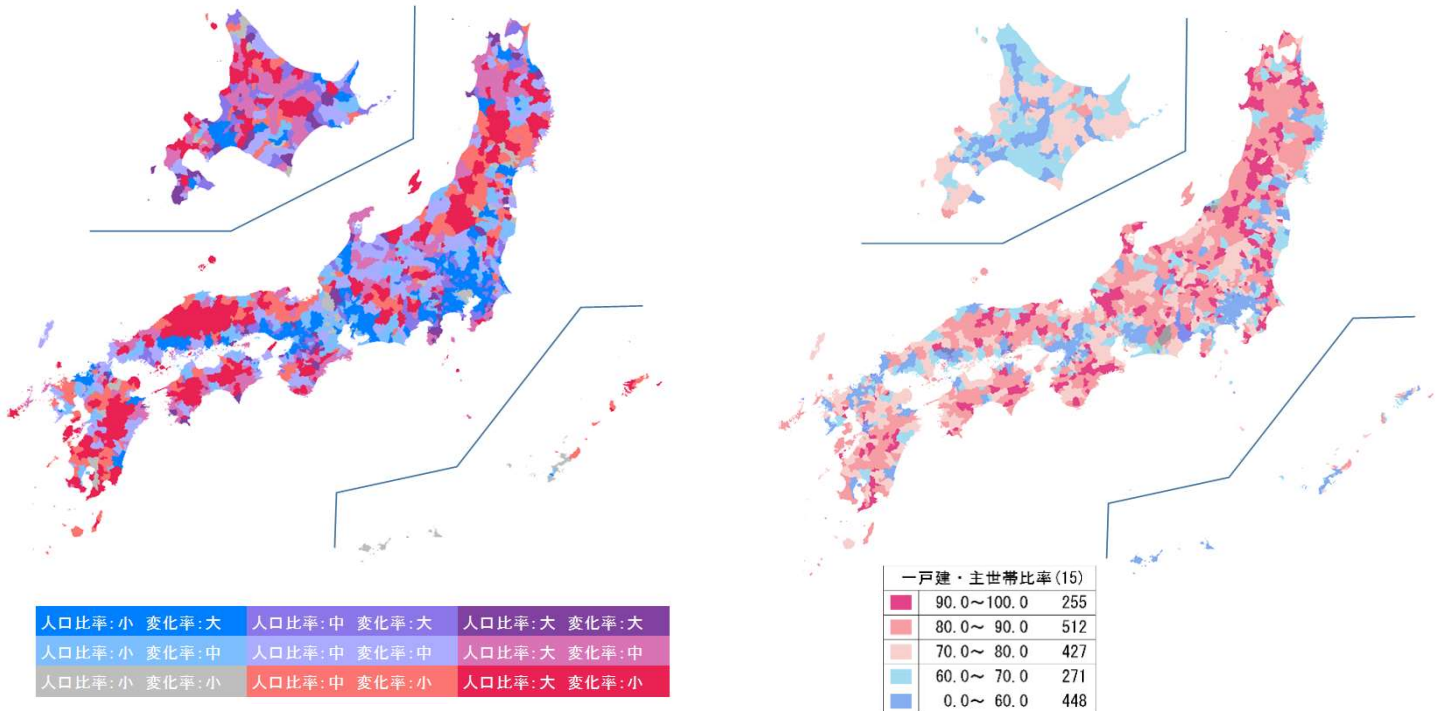 人口比率:小 変化率:大 人口比率:中 変化率:大 人口比率:大 変化率:大
人口比率:小 変化率:中 人口比率:中 変化率:中 人口比率:大 変化率:中
人口比率:小 変化率:小 人口比率:中 変化率:小 人口比率:大 変化率:小
一戸建・主世帯比率(15)
90.0～100.0 255
80.0～ 90.0 512
70.0～ 80.0 427
60.0～ 70.0 271
0.0～ 60.0 448